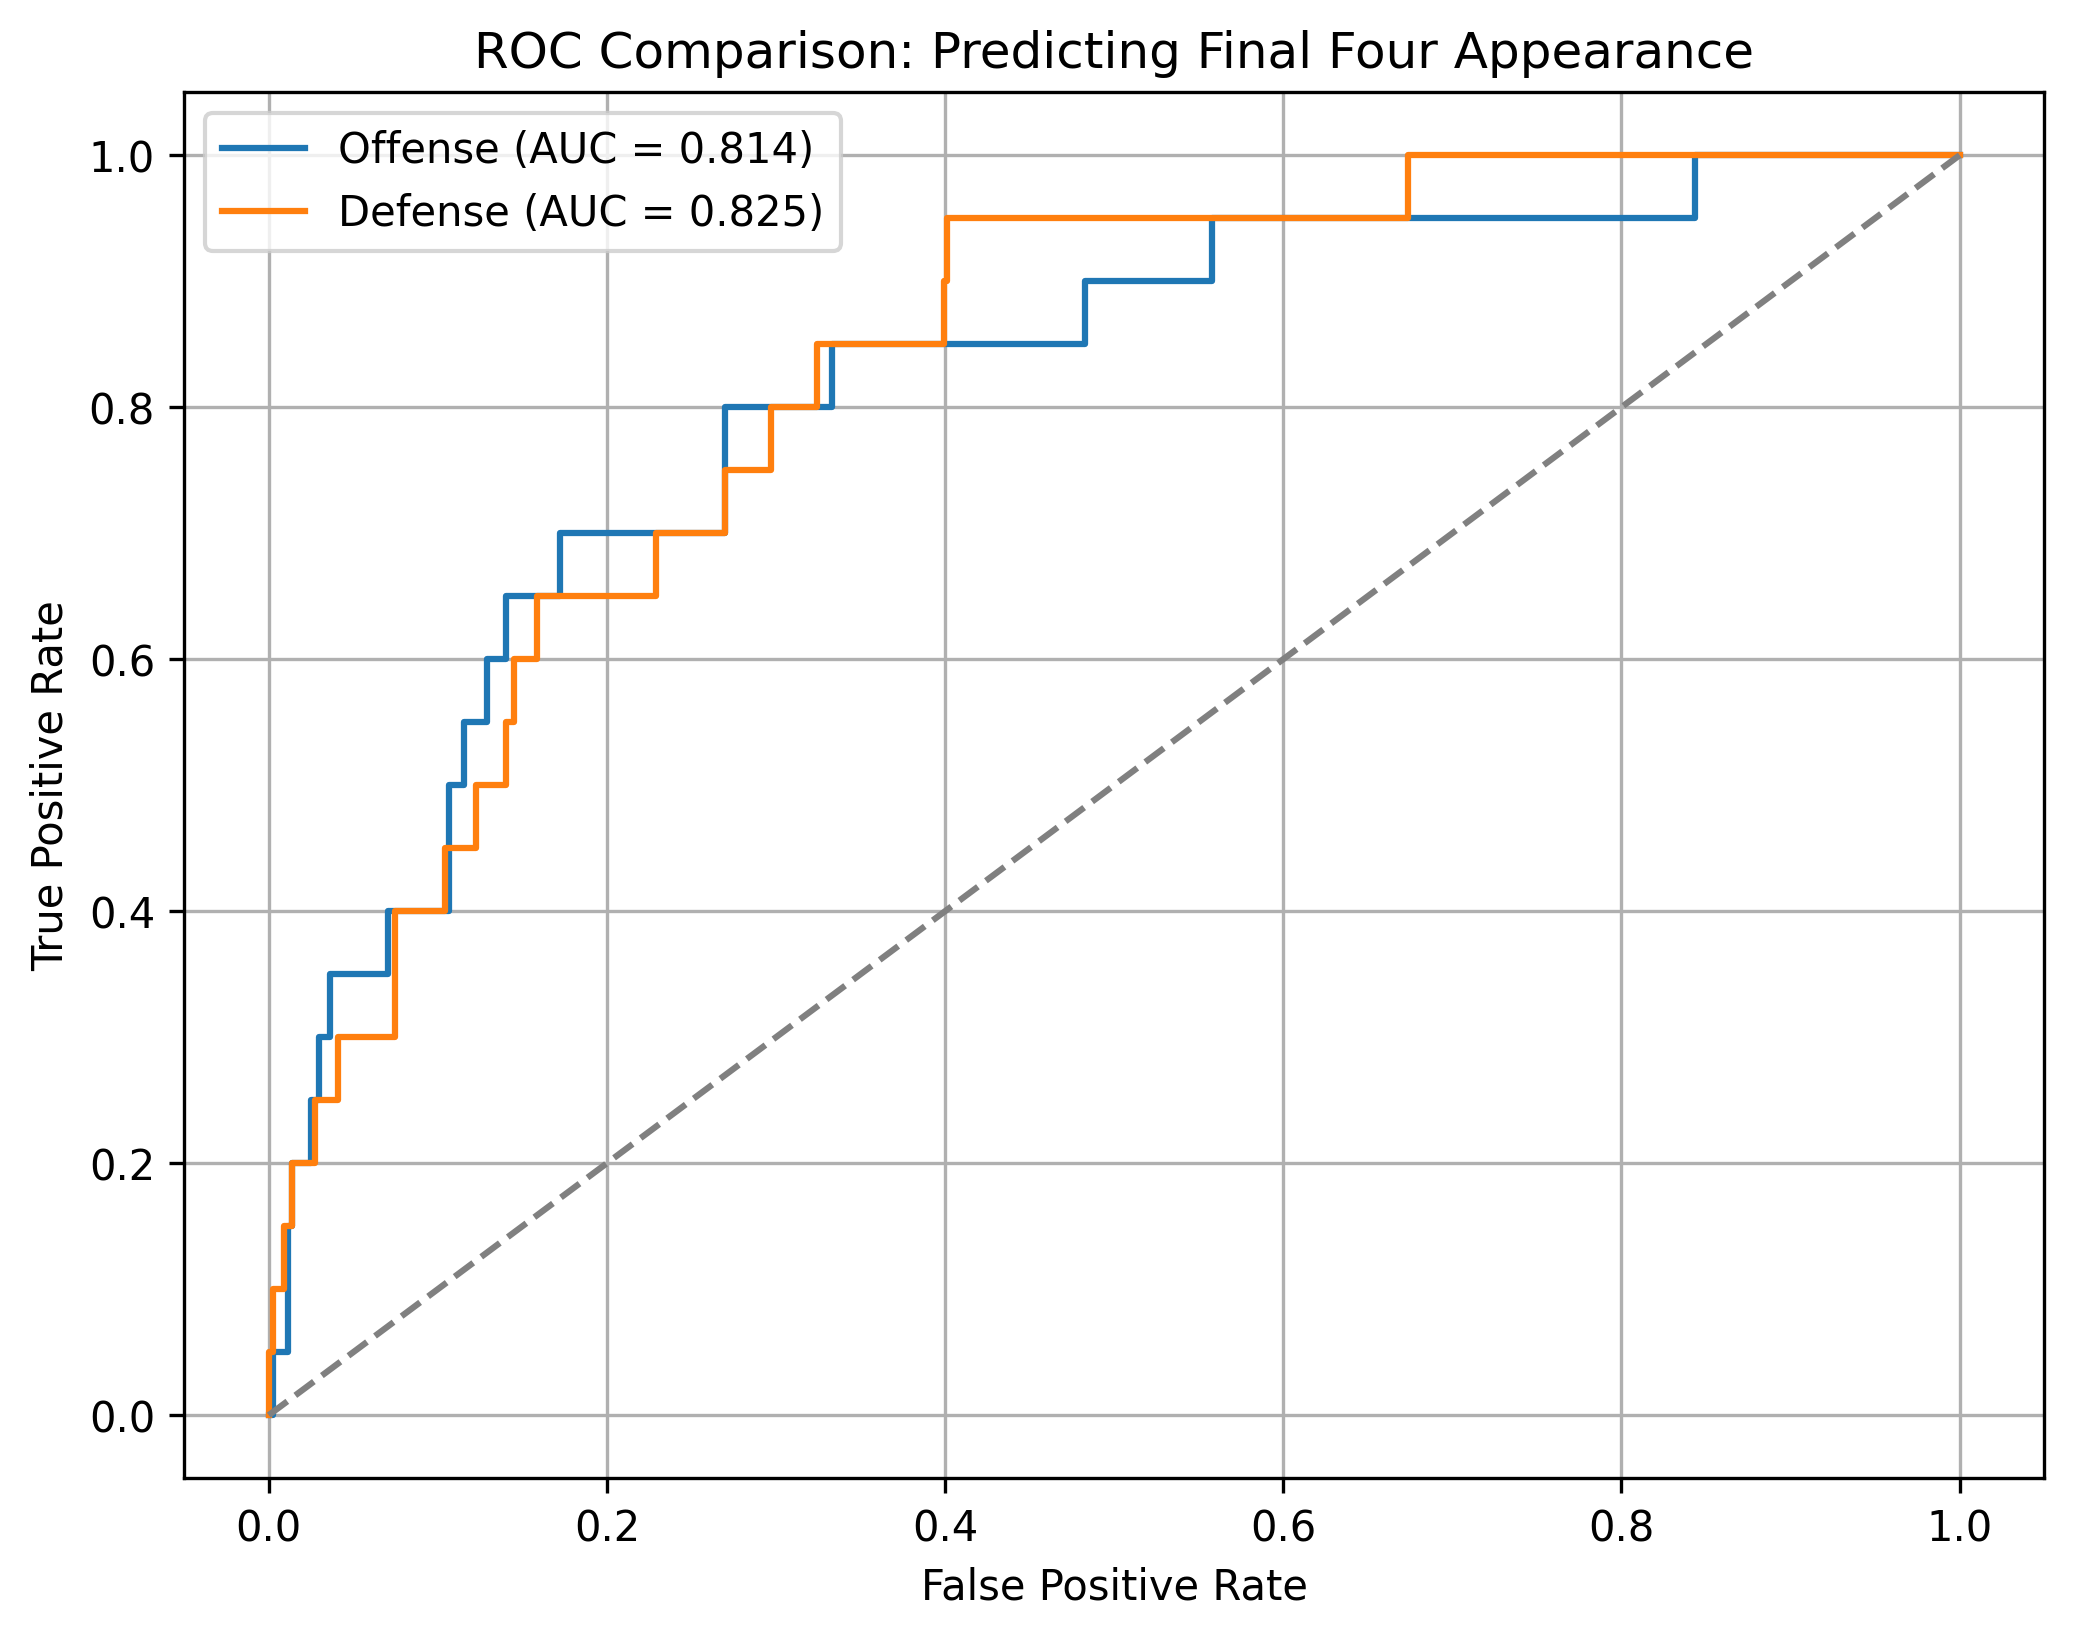 ROC Comparison: Predicting Final Four Appearance
Offense (AUC = 0.814)
Defense (AUC = 0.825)
True Positive Rate
1.0
0.8
0.6
0.4
0.2
0.0
0.0 0.2 0.4 0.6 0.8 1.0
False Positive Rate